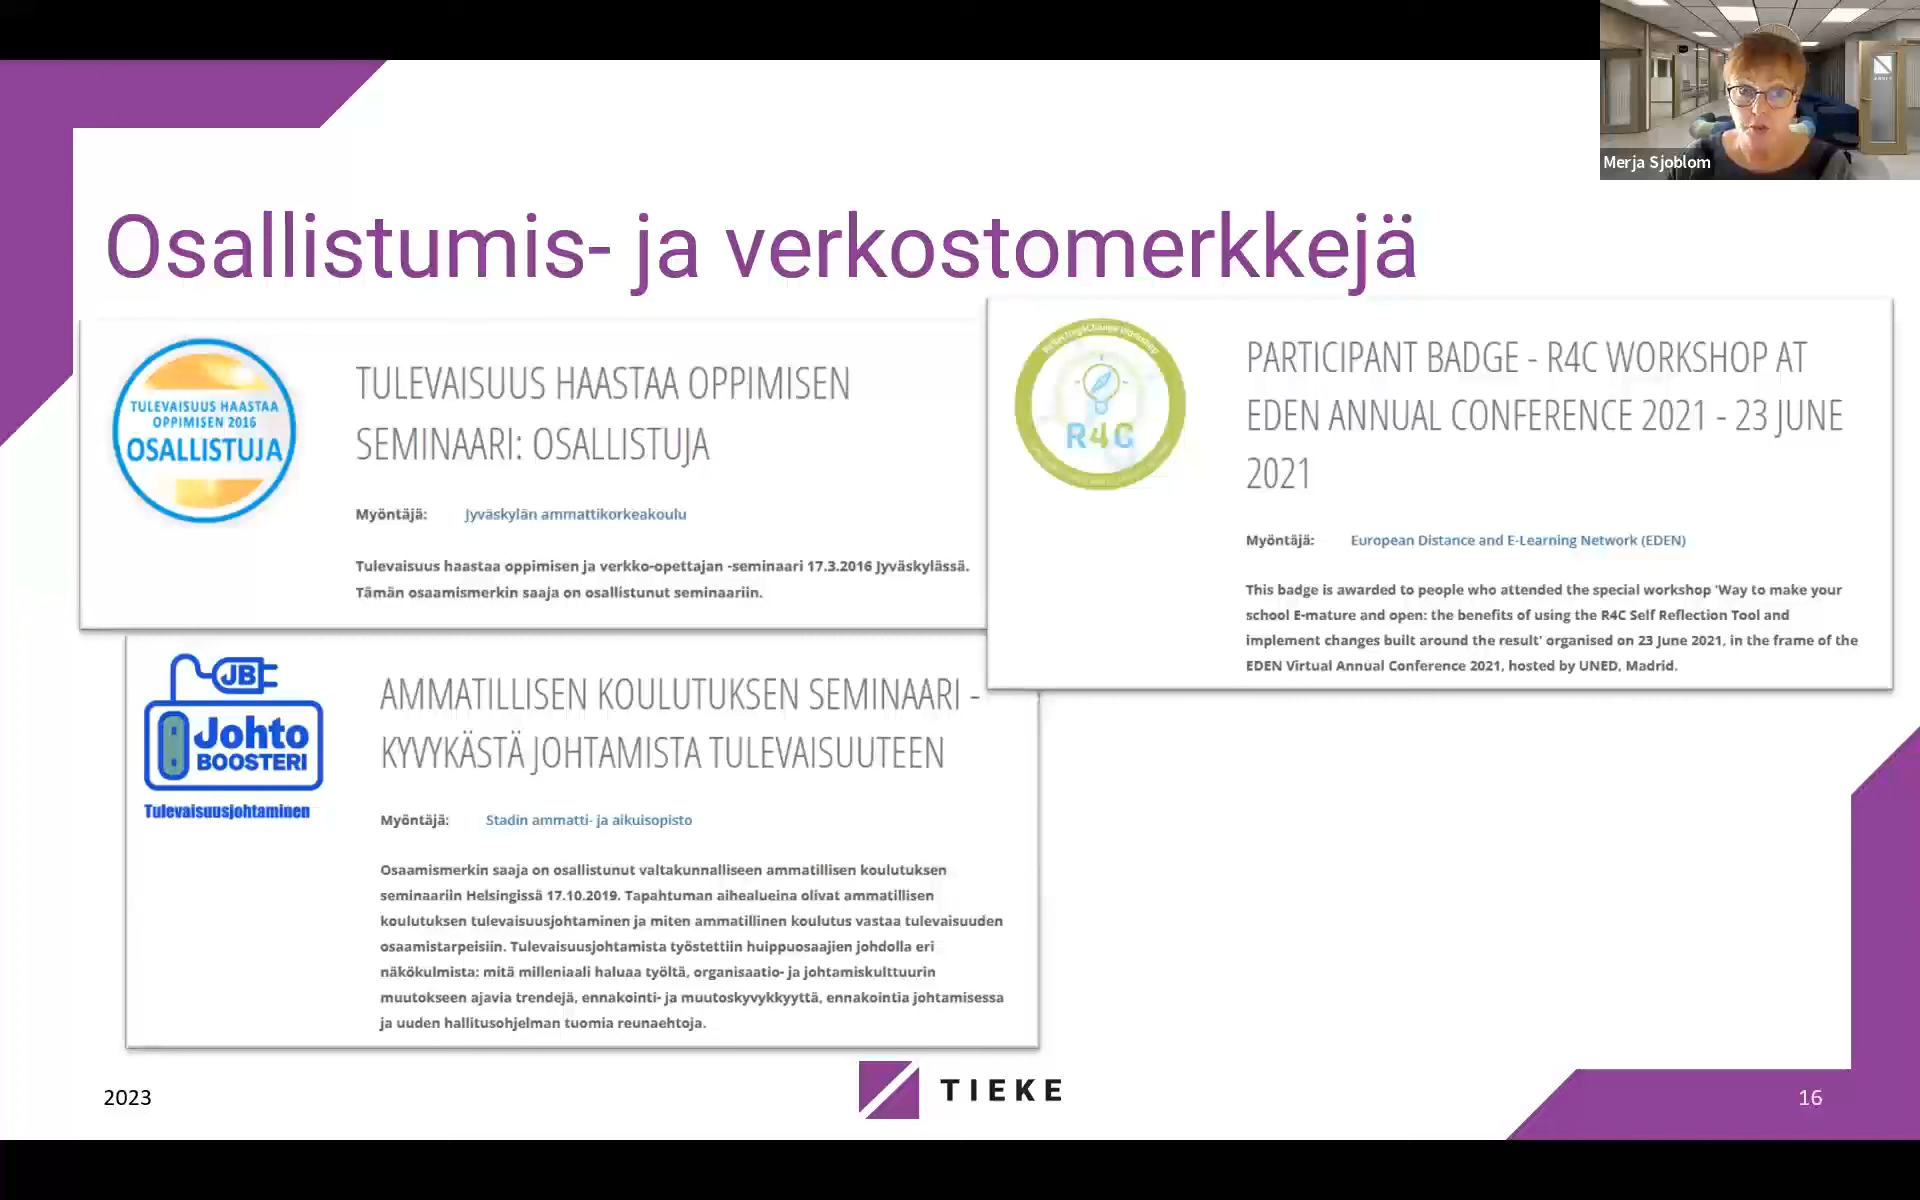 Merja Sjoblom
Osallistumis- ja verkostomerkkejä
TULEVAISUUS HAASTAA
OPPIMISEN 2016
OSALLISTUJA
TULEVAISUUS HAASTAA OPPIMISEN
SEMINAARI: OSALLISTUJA
Myöntäjä: Jyväskylän ammattikorkeakoulu
Tulevaisuus haastaa oppimisen ja verkko-opettajan -seminaari 17.3.2016 Jyväskylässä.
Tämän osaamismerkin saaja on osallistunut seminaariin.
R4C
PARTICIPANT BADGE - R4C WORKSHOP AT
EDEN ANNUAL CONFERENCE 2021 - 23 JUNE
2021
Myöntäjä: European Distance and E-Learning Network (EDEN)
This badge is awarded to people who attended the special workshop 'Way to make your
school E-mature and open: the benefits of using the R4C Self Reflection Tool and
implement changes built around the result' organised on 23 June 2021, in the frame of the
EDEN Virtual Annual Conference 2021, hosted by UNED, Madrid.
JB
Johto
BOOSTERI
Tulevaisuusjohtaminen
AMMATILLISEN KOULUTUKSEN SEMINAARI -
KYVYKÄSTÄ JOHTAMISTA TULEVAISUUTEEN
Myöntäjä: Stadin ammatti- ja aikuisopisto
Osaamismerkin saaja on osallistunut valtakunnalliseen ammatillisen koulutuksen
seminaariin Helsingissä 17.10.2019. Tapahtuman aihealueina olivat ammatillisen
koulutuksen tulevaisuusjohtaminen ja miten ammatillinen koulutus vastaa tulevaisuuden
osaamistarpeisiin. Tulevaisuusjohtamista työstettiin huippuosaajien johdolla eri
näkökulmista: mitä milleniaali haluaa työltä, organisaatio- ja johtamiskulttuurin
muutokseen ajavia trendejä, ennakointi- ja muutoskyvykkyyttä, ennakointia johtamisessa
ja uuden hallitusohjelman tuomia reunaehtoja.
2023
TIEKE
16